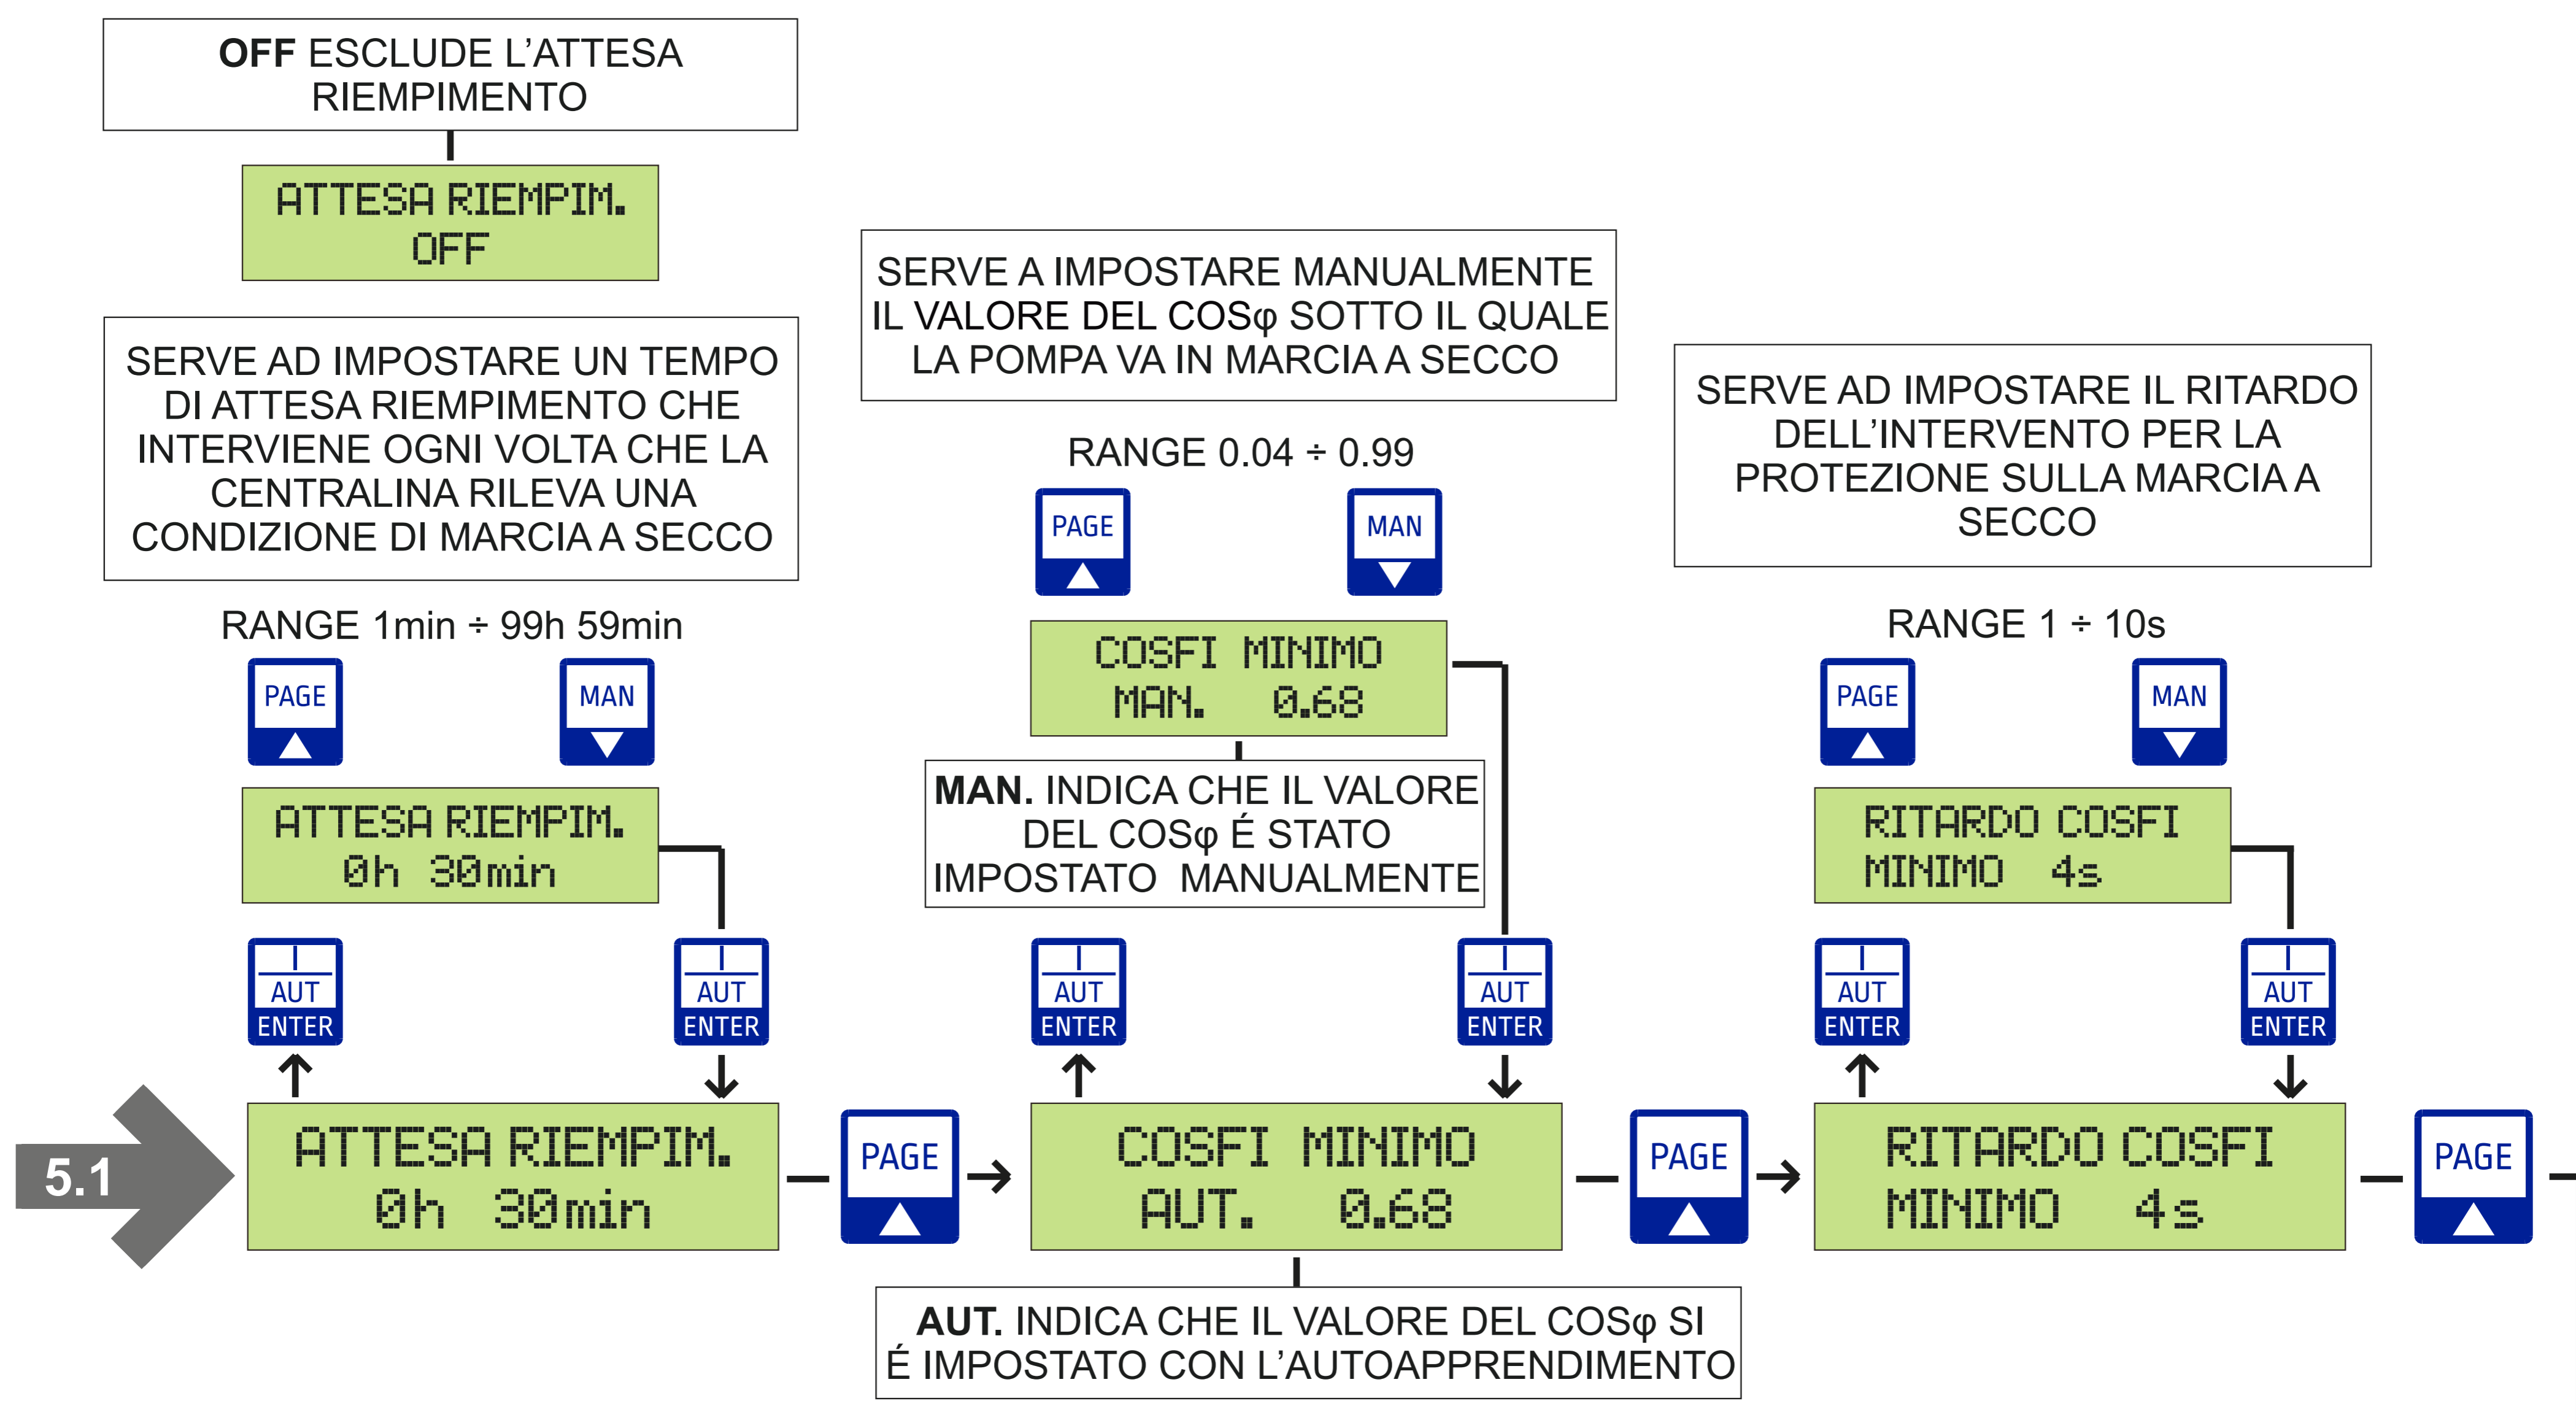 OFF ESCLUDE L’ATTESA
RIEMPIMENTO
ATTESA RIEMPIM.
OFF
SERVE AD IMPOSTARE UN TEMPO
DI ATTESA RIEMPIMENTO CHE
INTERVIENE OGNI VOLTA CHE LA
CENTRALINA RILEVA UNA
CONDIZIONE DI MARCIA A SECCO
RANGE 1min ÷ 99h 59min
PAGE
MAN
ATTESA RIEMPIM.
0h 30min
AUT
ENTER
AUT
ENTER
5.1
ATTESA RIEMPIM.
0h 30min
PAGE
SERVE A IMPOSTARE MANUALMENTE
IL VALORE DEL COSφ SOTTO IL QUALE
LA POMPA VA IN MARCIA A SECCO
RANGE 0.04 ÷ 0.99
PAGE
MAN
COSFI MINIMO
MAN. 0.68
MAN. INDICA CHE IL VALORE
DEL COSφ É STATO
IMPOSTATO MANUALMENTE
AUT
ENTER
AUT
ENTER
COSFI MINIMO
AUT. 0.68
AUT. INDICA CHE IL VALORE DEL COSφ SI
É IMPOSTATO CON L’AUTOAPPRENDIMENTO
PAGE
SERVE AD IMPOSTARE IL RITARDO
DELL’INTERVENTO PER LA
PROTEZIONE SULLA MARCIA A
SECCO
RANGE 1 ÷ 10s
PAGE
MAN
RITARDO COSFI
MINIMO 4s
AUT
ENTER
AUT
ENTER
RITARDO COSFI
MINIMO 4s
PAGE